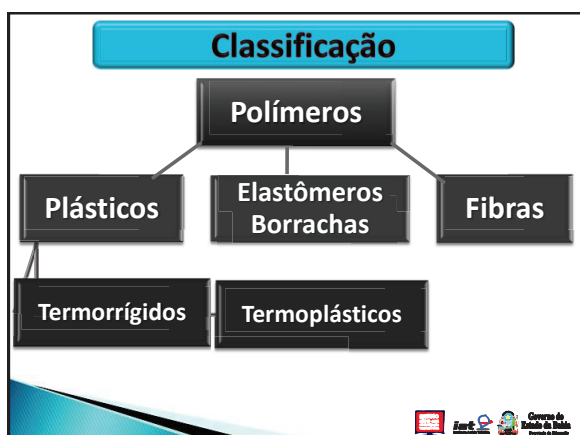 Classificação
Polímeros
Plásticos
Elastômeros
Borrachas
Fibras
Termorrígidos
Termoplásticos
Governo do
Estado da Bahia